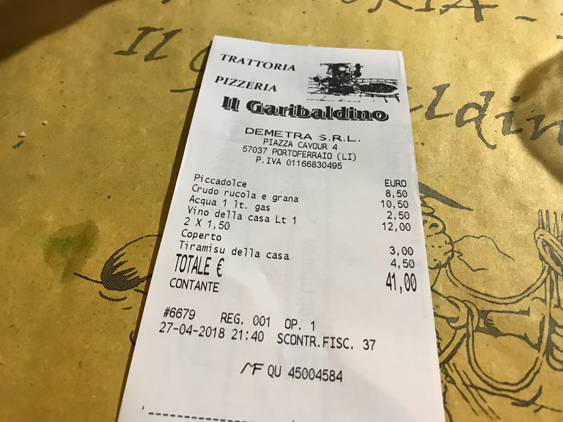 TRATTORIA
PIZZERIA
Il Garibaldino
DEMETRA S.R.L.
PIAZZA CAVOUR 4
57037 PORTOFERRAIO (LI)
P.IVA 01166830495
EURO
Piccadolce 8,50
Crudo rucola e grana 10,50
Acqua 1 lt. gas 2,50
Vino della casa Lt 1 12,00
2 X 1,50
Coperto 3,00
Tiramisu della casa 4,50
TOTALE € 41,00
CONTANTE
#6679 REG. 001 OP. 1
27-04-2018 21:40 SCONTR.FISC. 37
MF QU 45004584
Il G aldin